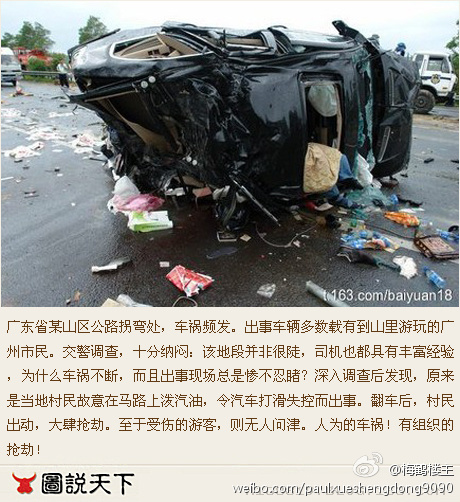 t.163.com/baiyuan18
广东省某山区公路拐弯处，车祸频发。出事车辆多数载有到山里游玩的广
州市民。交警调查，十分纳闷：该地段并非很陡，司机也都具有丰富经验
，为什么车祸不断，而且出事现场总是惨不忍睹？深入调查后发现，原来
是当地村民故意在马路上泼汽油，令汽车打滑失控而出事。翻车后，村民
出动，大肆抢劫。至于受伤的游客，则无人问津。人为的车祸！有组织的
抢劫！
圖説天下
@梅鹤楼主
weibo.com/paulxueshengdong9090